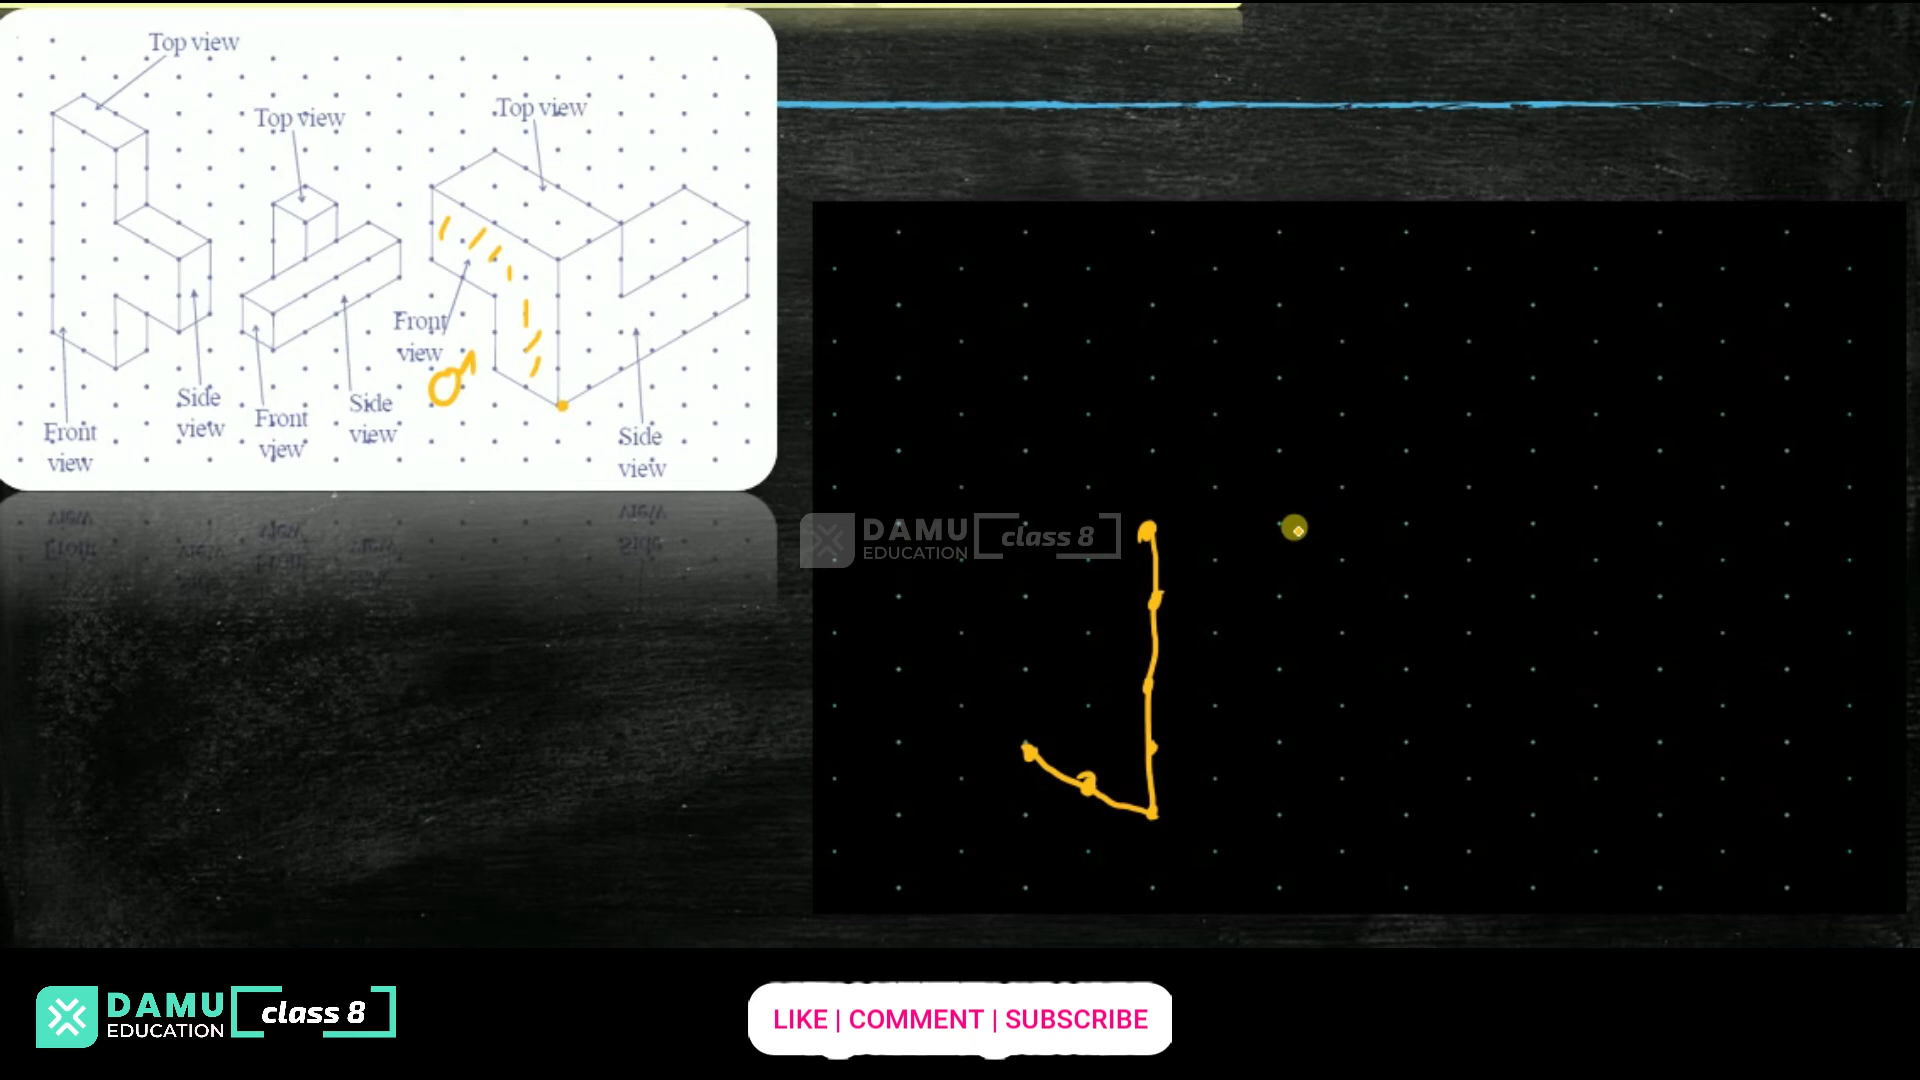 Top view
Top view
Top view
Front
view
Side
view
Front
view
Side
view
Front
view
Side
view
DAMU
EDUCATION
class 8
DAMU
EDUCATION
class 8
LIKE | COMMENT | SUBSCRIBE